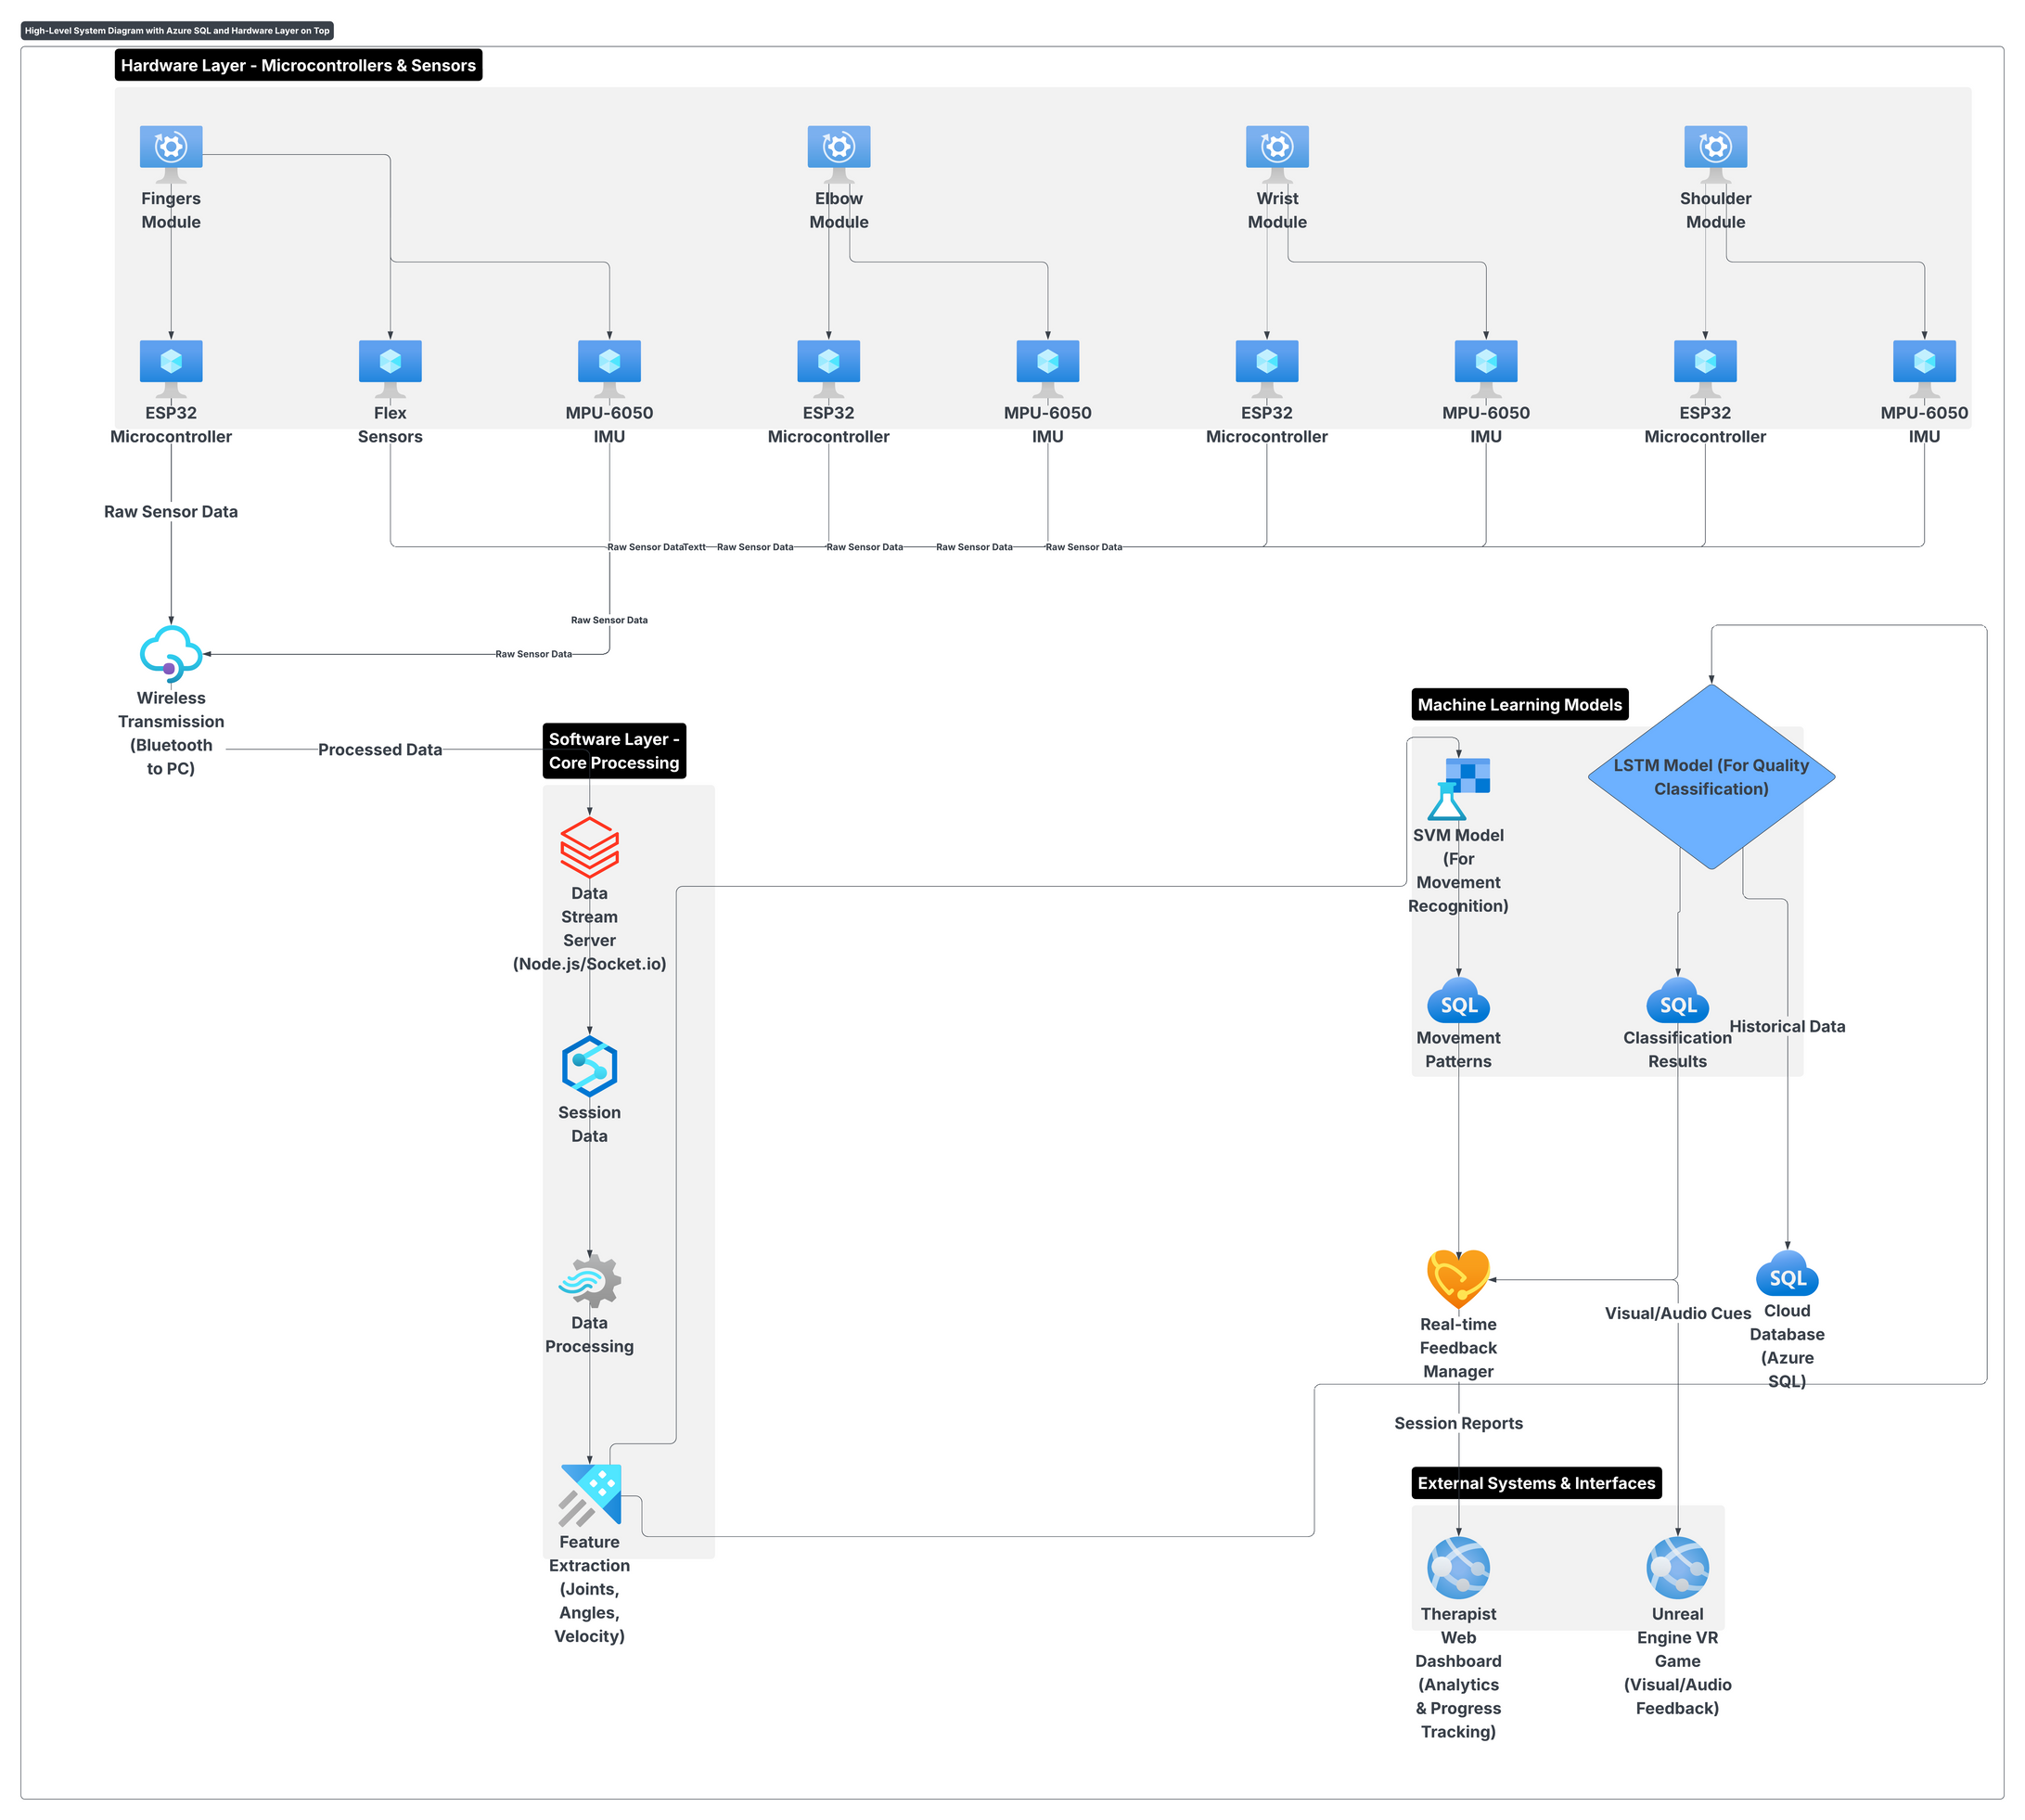 High-Level System Diagram with Azure SQL and Hardware Layer on Top
Hardware Layer - Microcontrollers & Sensors
Fingers
Module
Elbow
Module
Wrist
Module
Shoulder
Module
ESP32
Microcontroller
Flex
Sensors
MPU-6050
IMU
ESP32
Microcontroller
MPU-6050
IMU
ESP32
Microcontroller
MPU-6050
IMU
ESP32
Microcontroller
MPU-6050
IMU
Raw Sensor Data
Raw Sensor DataTextt
Raw Sensor Data
Raw Sensor Data
Raw Sensor Data
Raw Sensor Data
Raw Sensor Data
Raw Sensor Data
Wireless
Transmission
(Bluetooth
to PC)
Processed Data
Software Layer -
Core Processing
Data
Stream
Server
(Node.js/Socket.io)
Session
Data
Data
Processing
Feature
Extraction
(Joints,
Angles,
Velocity)
Machine Learning Models
SVM Model
(For
Movement
Recognition)
LSTM Model (For Quality
Classification)
SQL
Movement
Patterns
SQL
Classification
Results
Historical Data
Real-time
Feedback
Manager
Visual/Audio Cues
SQL
Cloud
Database
(Azure
SQL)
Session Reports
External Systems & Interfaces
Therapist
Web
Dashboard
(Analytics
& Progress
Tracking)
Unreal
Engine VR
Game
(Visual/Audio
Feedback)